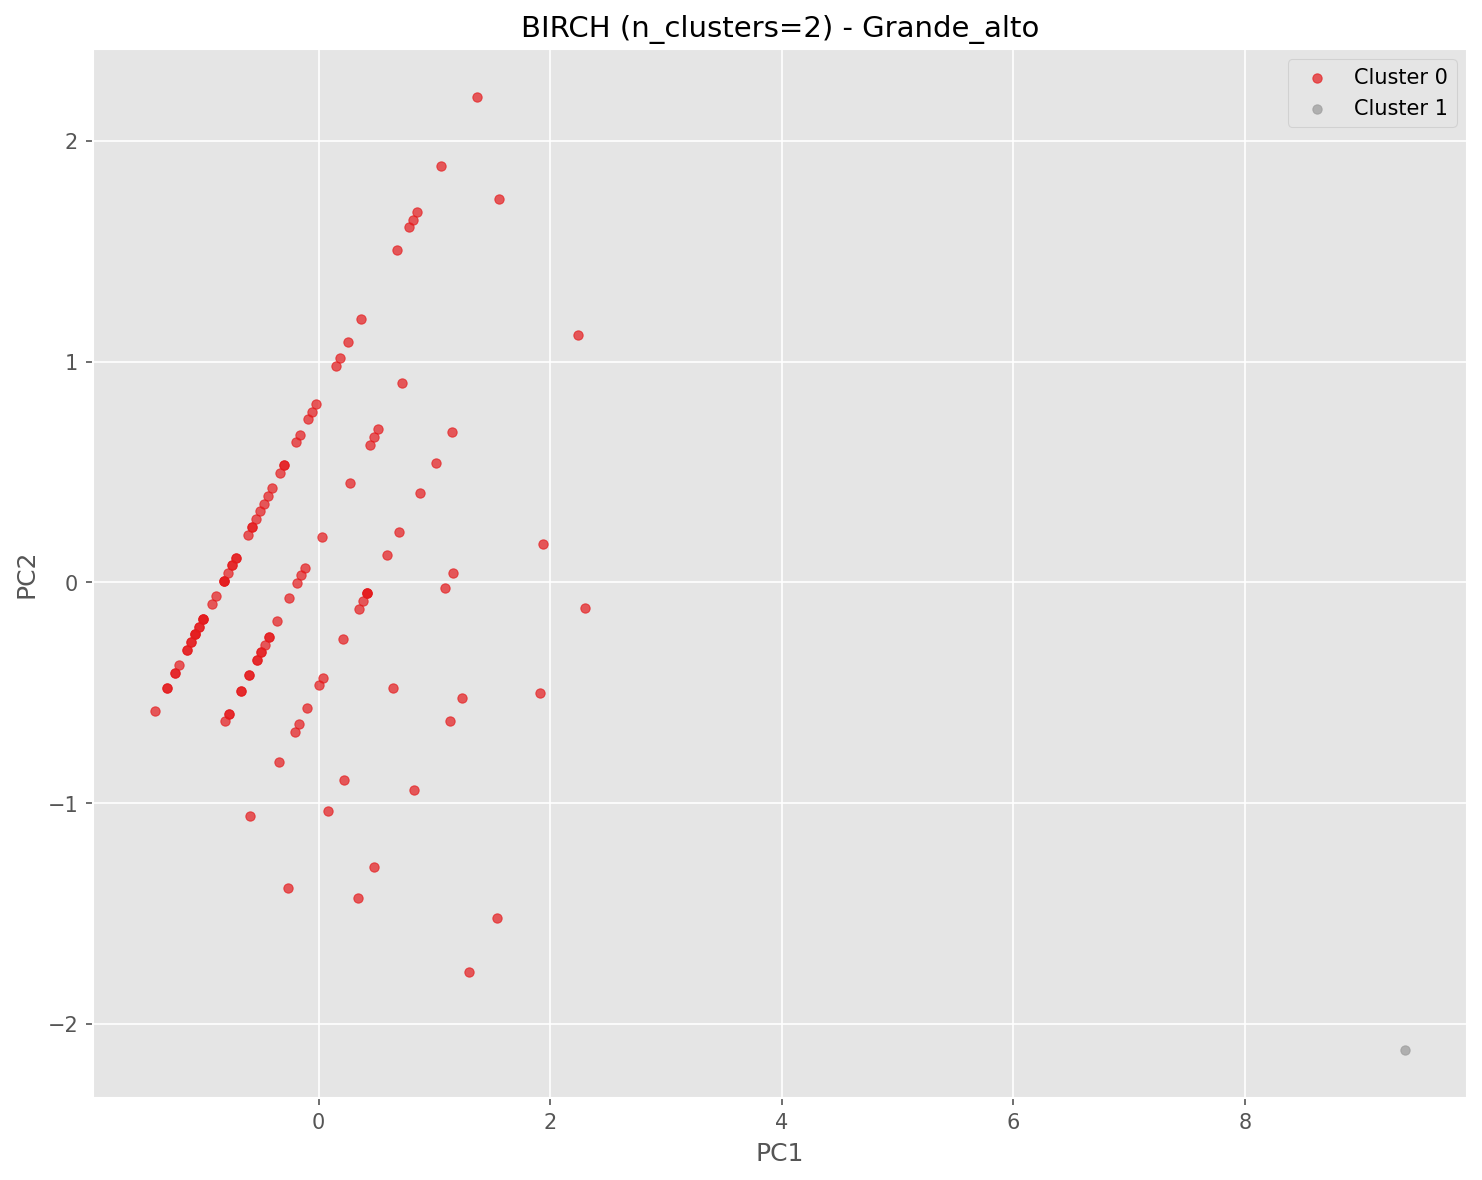 BIRCH (n_clusters=2) - Grande_alto
Cluster 0
Cluster 1
2
1
0
−1
−2
PC2
0
2
4
6
8
PC1